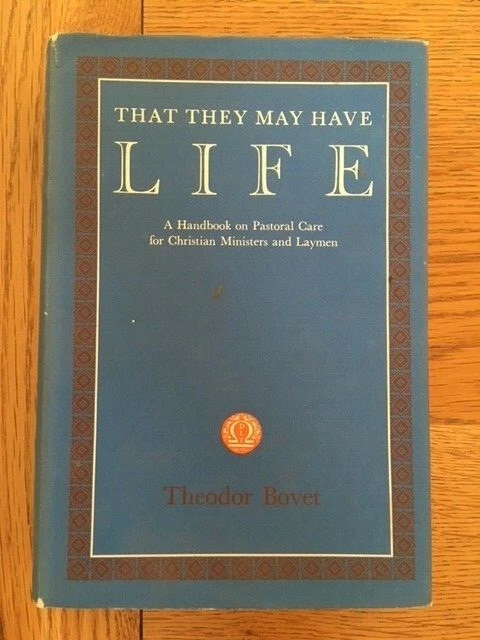 THAT THEY MAY HAVE
LIFE
A Handbook on Pastoral Care
for Christian Ministers and Laymen
Theodor Bovet